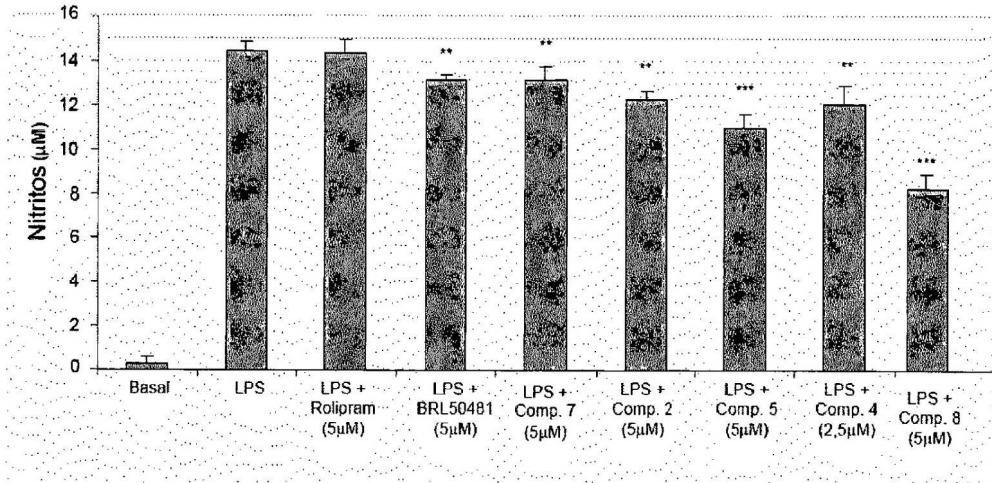 16
14
12
10
8
6
4
2
0
Nitritos (µM)
**
**
**
***
**
***
Basal
LPS
LPS +
Rolipram
(5µM)
LPS +
BRL50481
(5µM)
LPS +
Comp. 7
(5µM)
LPS +
Comp. 2
(5µM)
LPS +
Comp. 5
(5µM)
LPS +
Comp. 4
(2,5µM)
LPS +
Comp. 8
(5µM)